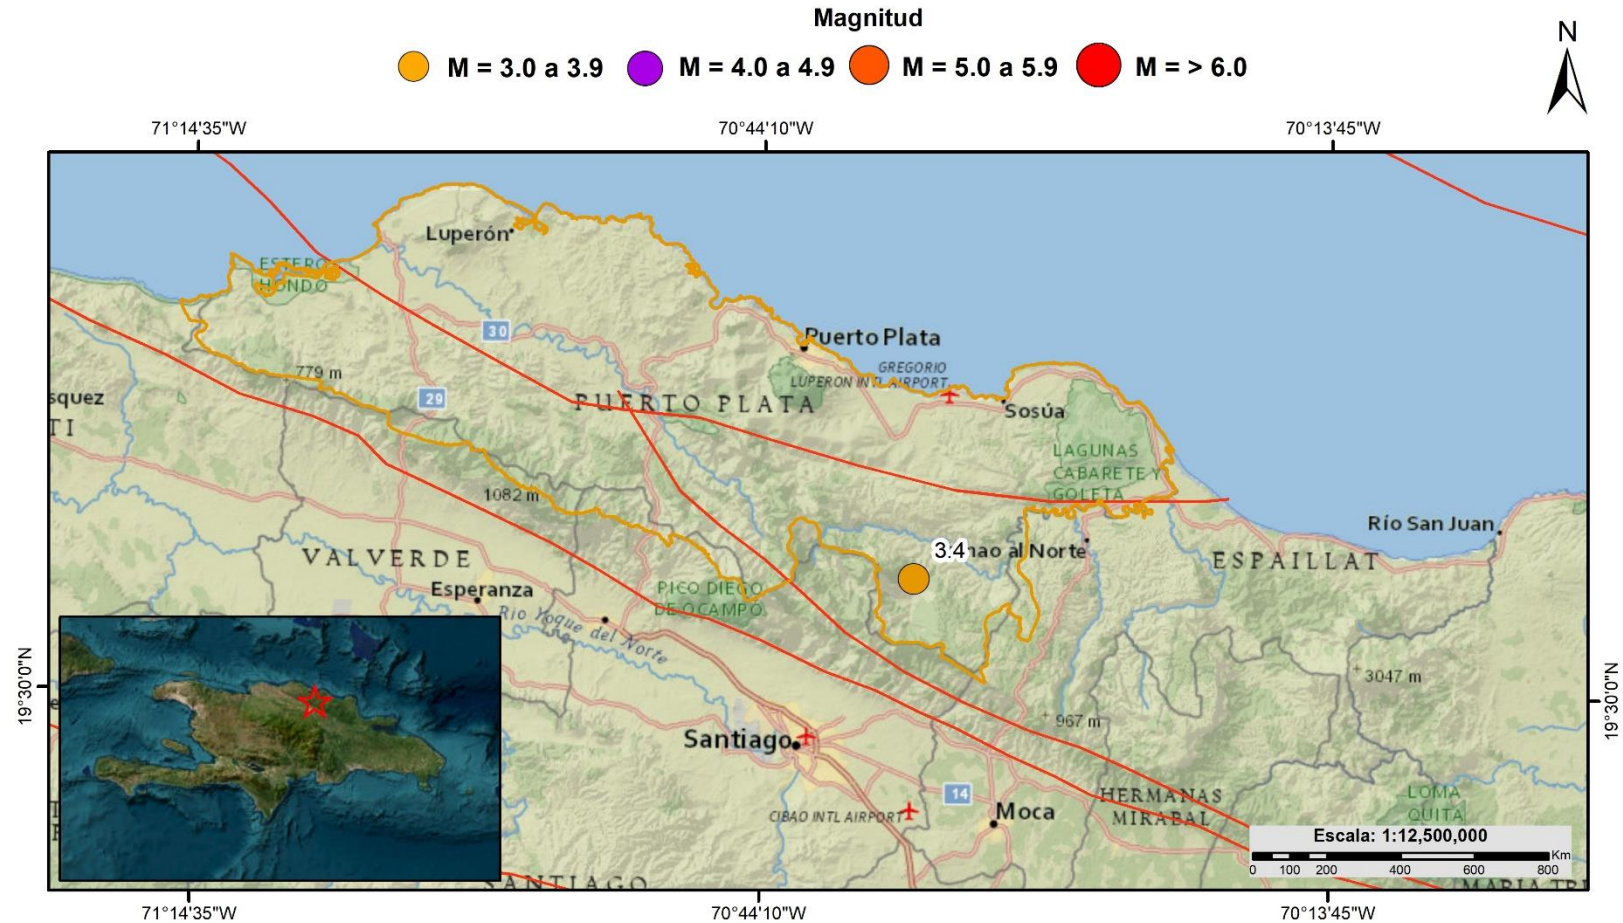 Magnitud
M = 3.0 a 3.9
M = 4.0 a 4.9
M = 5.0 a 5.9
M = > 6.0
N
71°14'35"W
70°44'10"W
70°13'45"W
Luperón
ESTERO
HONDO
30
Puerto Plata
GREGORIO
LUPERON INTL AIRPORT
779 m
squez
TI
29
PUERTO PLATA
Sosúa
LAGUNAS
CABARETE Y
GOLETA
1082 m
Río San Juan
3.4
nao al Norte
VALVERDE
ESPAILLAT
Esperanza
PICO DIEGO
DE OCAMPO
Rio Yaque del Norte
19°30'0"N
3047 m
19°30'0"N
967 m
Santiago
14
HERMANAS
MIRABAL
LOMA
QUITA
CIBAO INTL AIRPORT
Moca
Escala: 1:12,500,000
Km
0 100 200 400 600 800
SANTIAGO
71°14'35"W
70°44'10"W
70°13'45"W